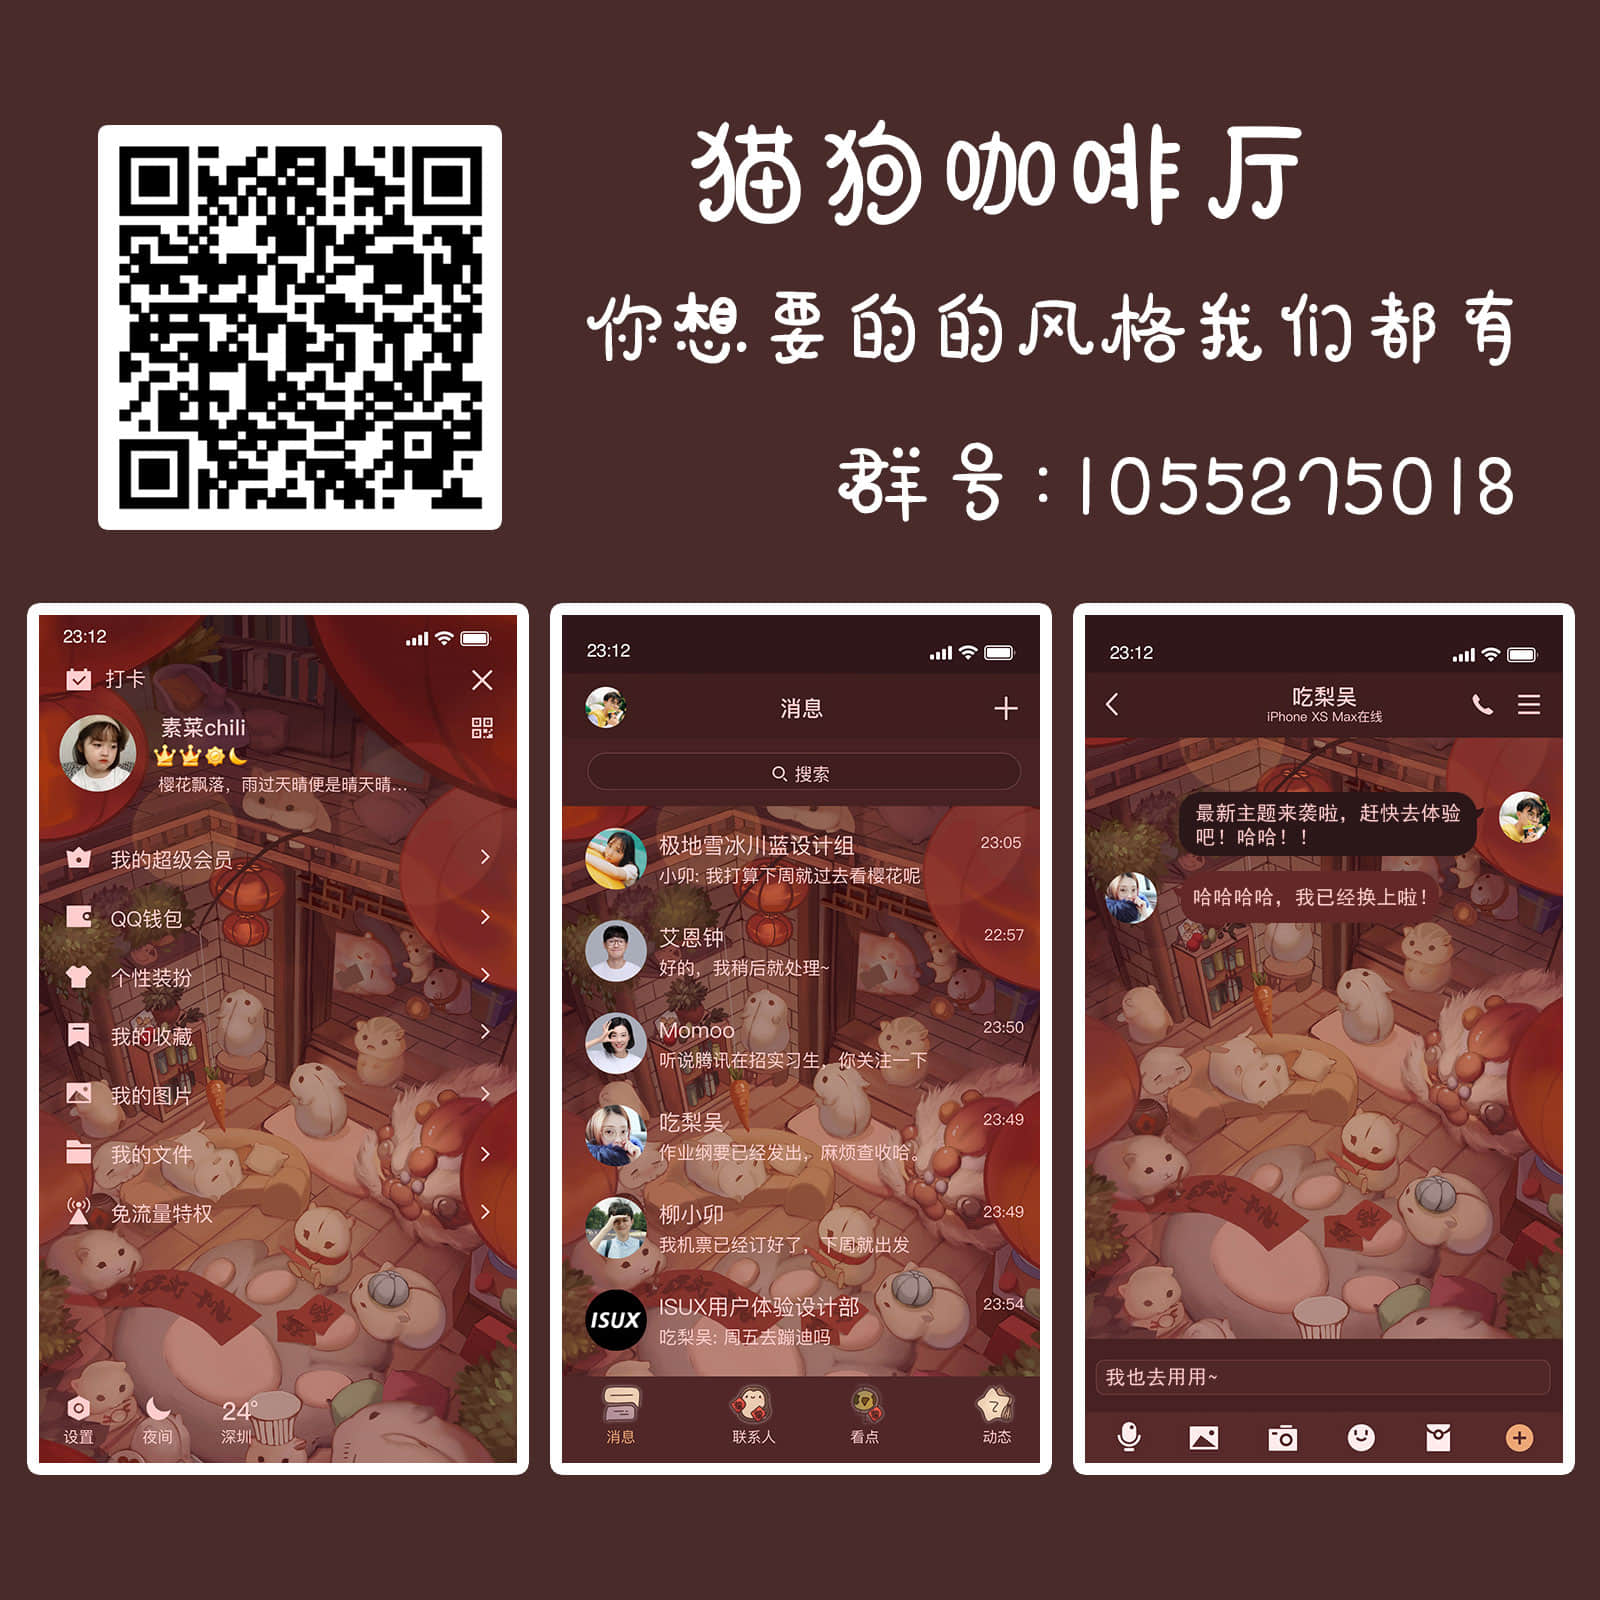 猫狗咖啡厅
你想要的的风格我们都有
群号:1055275018
23:12
打卡
素菜chili
樱花飘落，雨过天晴便是晴天晴...
我的超级会员
QQ钱包
个性装扮
我的收藏
我的图片
我的文件
免流量特权
24°
设置
夜间
深圳
23:12
消息
搜索
极地雪冰川蓝设计组
23:05
小卯: 我打算下周就过去看樱花呢
艾恩钟
22:57
好的，我稍后就处理~
Momoo
23:50
听说腾讯在招实习生，你关注一下
吃梨吴
23:49
作业纲要已经发出，麻烦查收哈。
柳小卯
23:49
我机票已经订好了，下周就出发
ISUX
ISUX用户体验设计部
23:54
吃梨吴: 周五去蹦迪吗
消息
联系人
看点
动态
23:12
吃梨吴
iPhone XS Max在线
最新主题来袭啦，赶快去体验
吧！哈哈！！
哈哈哈哈，我已经换上啦！
我也去用用~